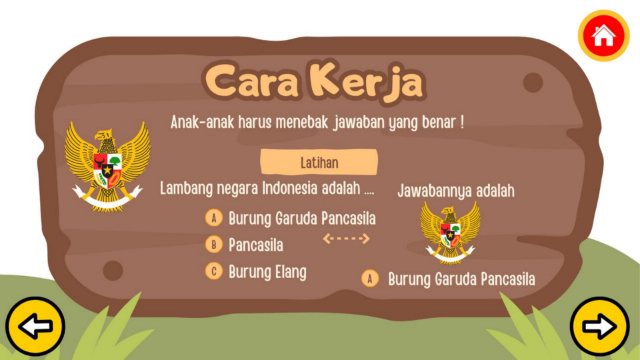 Cara Kerja
Anak-anak harus menebak jawaban yang benar !
Latihan
Lambang negara Indonesia adalah ....
A Burung Garuda Pancasila
B Pancasila
C Burung Elang
Jawabannya adalah
A Burung Garuda Pancasila